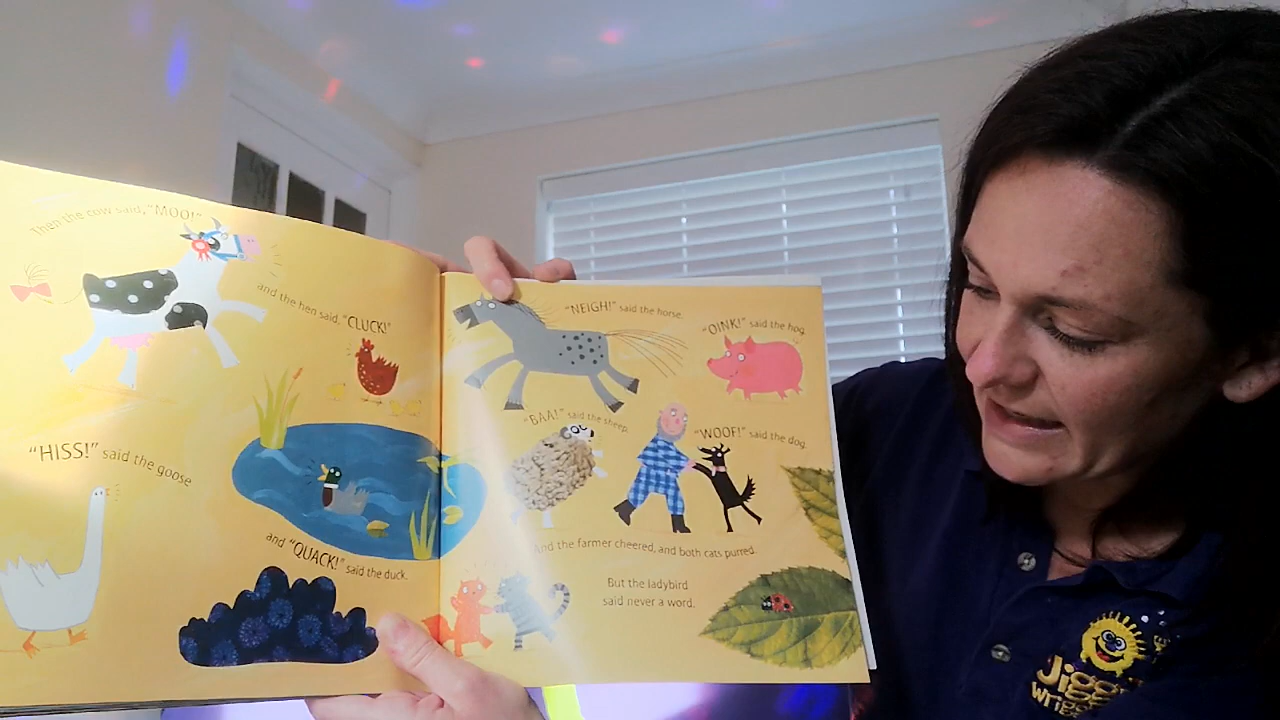 Then the cow said, "MOO!"
and the hen said, "CLUCK!"
"HISS!" said the goose
and "QUACK!" said the duck.
"NEIGH!" said the horse.
"OINK!" said the hog.
"BAA!" said the sheep.
"WOOF!" said the dog.
And the farmer cheered, and both cats purred.
But the ladybird
said never a word.